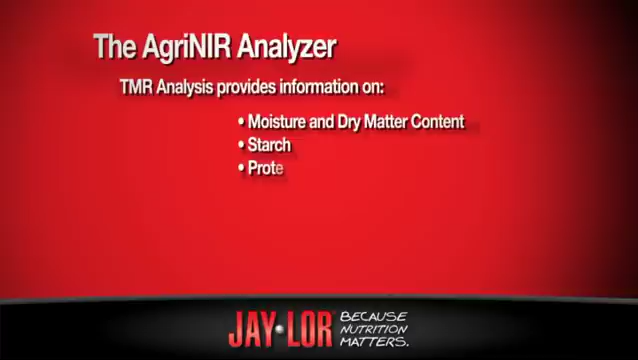 The AgriNIR Analyzer
TMR Analysis provides information on:
• Moisture and Dry Matter Content
• Starch
• Prote
JAY·LOR BECAUSE
NUTRITION
MATTERS.